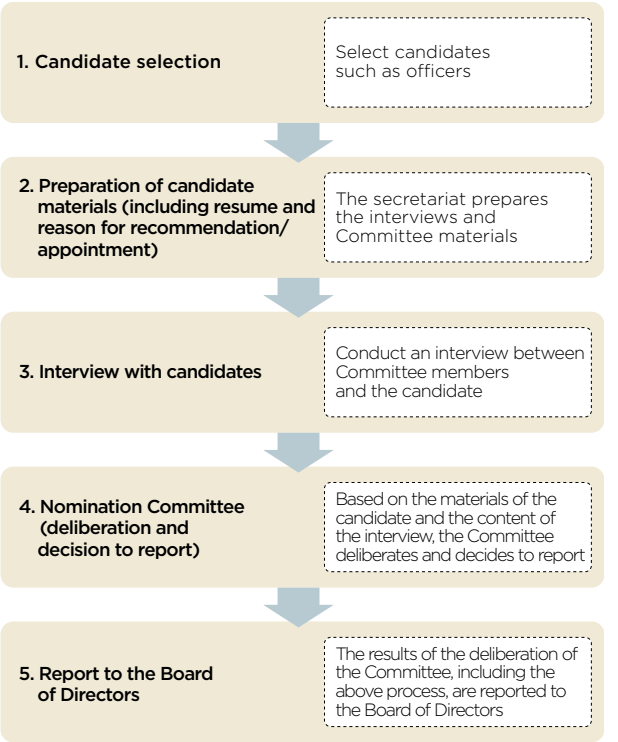 1. Candidate selection
Select candidates
such as officers
2. Preparation of candidate
materials (including resume and
reason for recommendation/
appointment)
The secretariat prepares
the interviews and
Committee materials
3. Interview with candidates
Conduct an interview between
Committee members
and the candidate
4. Nomination Committee
(deliberation and
decision to report)
Based on the materials of the
candidate and the content of
the interview, the Committee
deliberates and decides to report
5. Report to the Board
of Directors
The results of the deliberation of
the Committee, including the
above process, are reported to
the Board of Directors